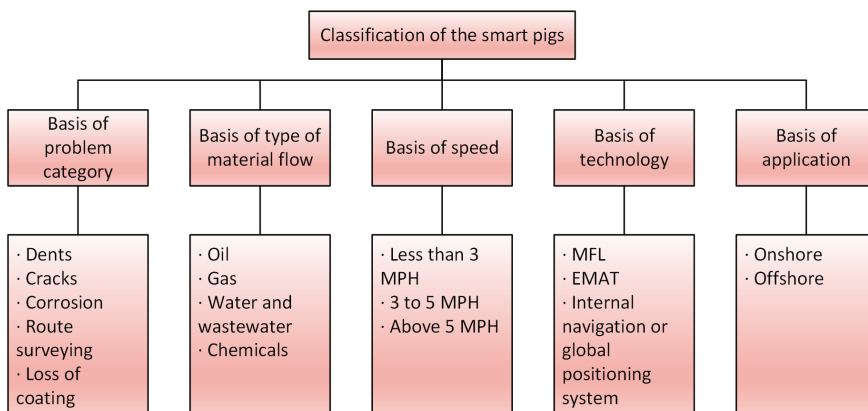 Classification of the smart pigs
Basis of
problem
category
Basis of type of
material flow
Basis of speed
Basis of
technology
Basis of
application
· Dents
· Cracks
· Corrosion
· Route
surveying
· Loss of
coating
· Oil
· Gas
· Water and
wastewater
· Chemicals
· Less than 3
MPH
· 3 to 5 MPH
· Above 5 MPH
· MFL
· EMAT
· Internal
navigation or
global
positioning
system
· Onshore
· Offshore